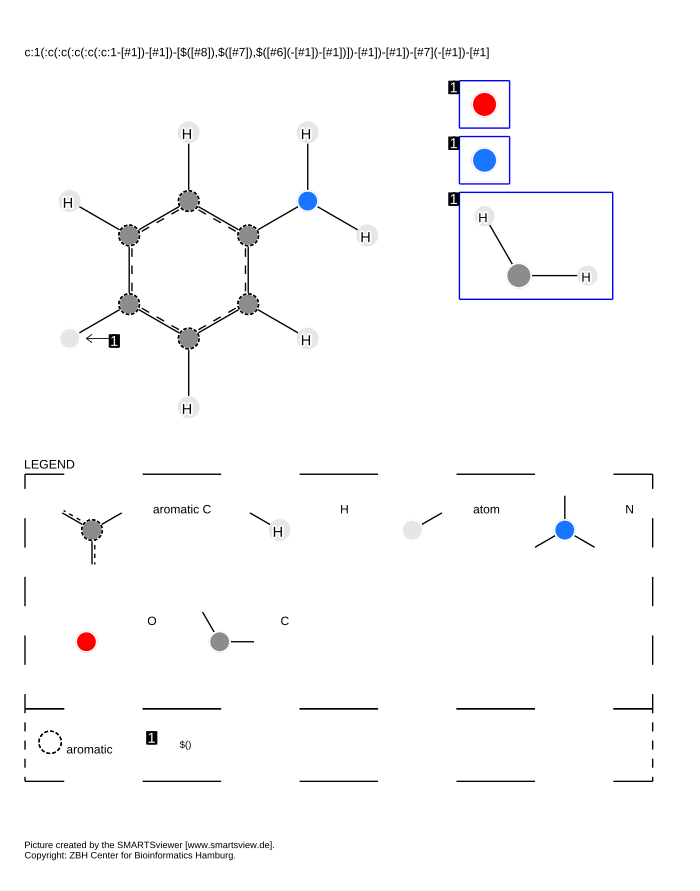 c:1(:c(:c(:c(:c(:c:1-[#1])-[#1])-[$([#8]),$([#7]),$([#6](-[#1])-[#1])])-[#1])-[#1])-[#7](-[#1])-[#1]
1
H H
1
H H
1
H
H
H
1
H
H
LEGEND
aromatic C H H atom N
O C
aromatic 1 $()
Picture created by the SMARTSviewer [www.smartsview.de].
Copyright: ZBH Center for Bioinformatics Hamburg.